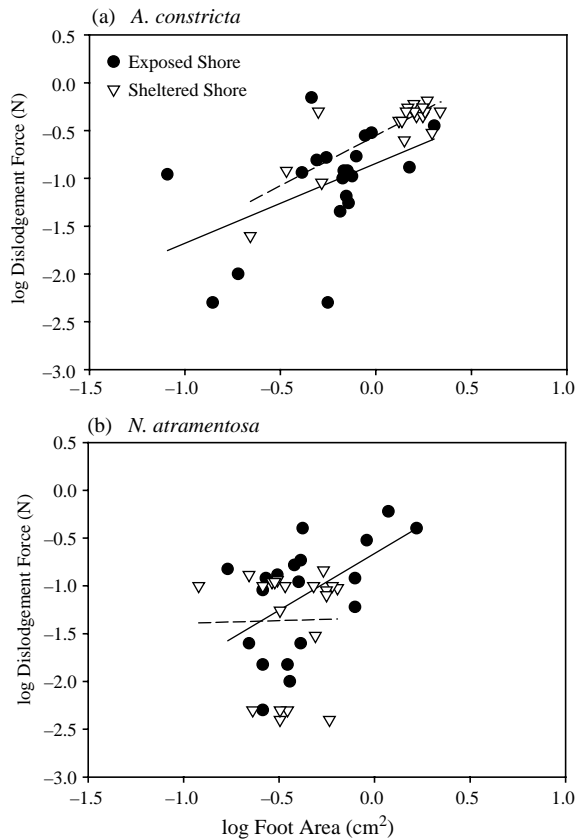 (a) A. constricta
0.5
Exposed Shore
0.0
Sheltered Shore
–0.5
–1.0
–1.5
–2.0
–2.5
–3.0
log Dislodgement Force (N)
–1.5 –1.0 –0.5 0.0 0.5 1.0
(b) N. atramentosa
0.5
0.0
–0.5
–1.0
–1.5
–2.0
–2.5
–3.0
log Dislodgement Force (N)
–1.5 –1.0 –0.5 0.0 0.5 1.0
log Foot Area (cm²)